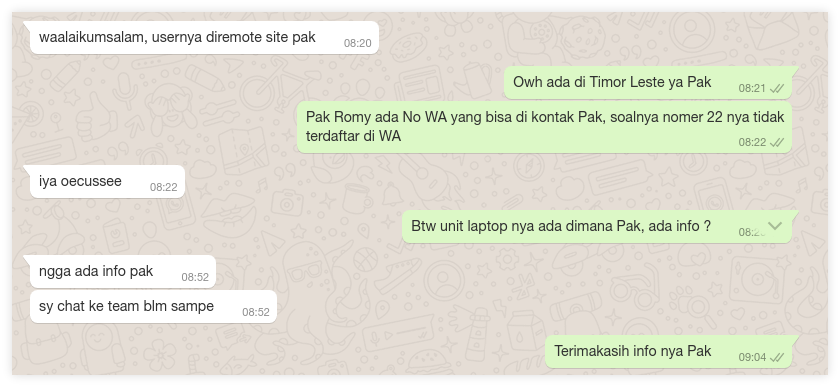 waalaikumsalam, usernya diremote site pak
08:20
Owh ada di Timor Leste ya Pak
08:21
Pak Romy ada No WA yang bisa di kontak Pak, soalnya nomer 22 nya tidak
terdaftar di WA
08:22
iya oecussee
08:22
Btw unit laptop nya ada dimana Pak, ada info ?
ngga ada info pak
08:52
sy chat ke team blm sampe
08:52
Terimakasih info nya Pak
09:04